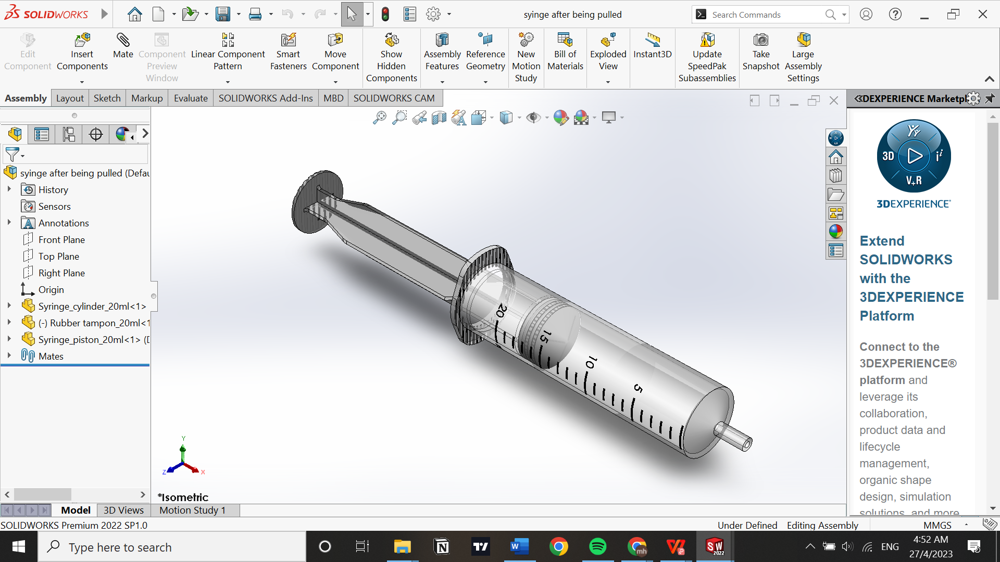 SOLIDWORKS
syinge after being pulled
Search Commands
Edit Component
Insert Components
Mate
Component Preview Window
Linear Component Pattern
Smart Fasteners
Move Component
Show Hidden Components
Assembly Features
Reference Geometry
New Motion Study
Bill of Materials
Exploded View
Instant3D
Update SpeedPak Subassemblies
Take Snapshot
Large Assembly Settings
Assembly
Layout
Sketch
Markup
Evaluate
SOLIDWORKS Add-Ins
MBD
SOLIDWORKS CAM
DEXPERIENCE Marketpl
syinge after being pulled (Defau
History
Sensors
Annotations
Front Plane
Top Plane
Right Plane
Origin
Syringe_cylinder_20ml<1>
(-) Rubber tampon_20ml<1
Syringe_piston_20ml<1> (D
Mates
20
15
10
5
Y
Z
X
*Isometric
3D
V+R
3DEXPERIENCE
Extend
SOLIDWORKS
with the
3DEXPERIENCE
Platform
Connect to the
3DEXPERIENCE®
platform and
leverage its
collaboration,
product data and
lifecycle
management,
organic shape
design, simulation
solutions, and more
Model
3D Views
Motion Study 1
SOLIDWORKS Premium 2022 SP1.0
Under Defined
Editing Assembly
MMGS
Type here to search
N
W
mh
SW
2022
ENG
4:52 AM
27/4/2023